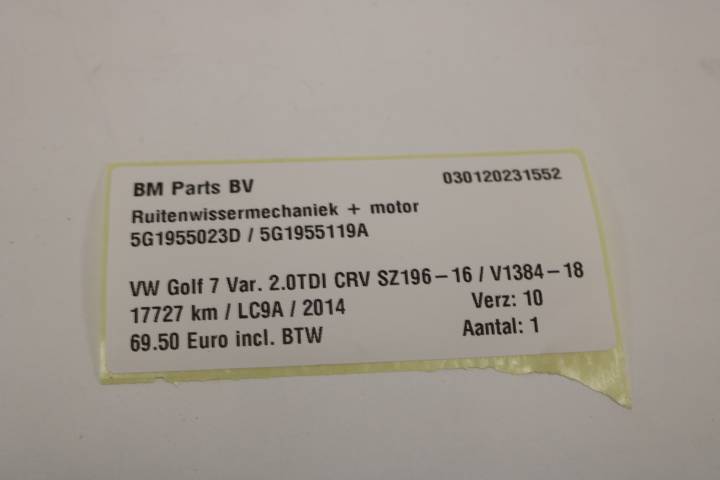 BM Parts BV 030120231552
Ruitenwissermechaniek + motor
5G1955023D / 5G1955119A
VW Golf 7 Var. 2.0TDI CRV SZ196-16 / V1384-18
17727 km / LC9A / 2014 Verz: 10
69.50 Euro incl. BTW Aantal: 1